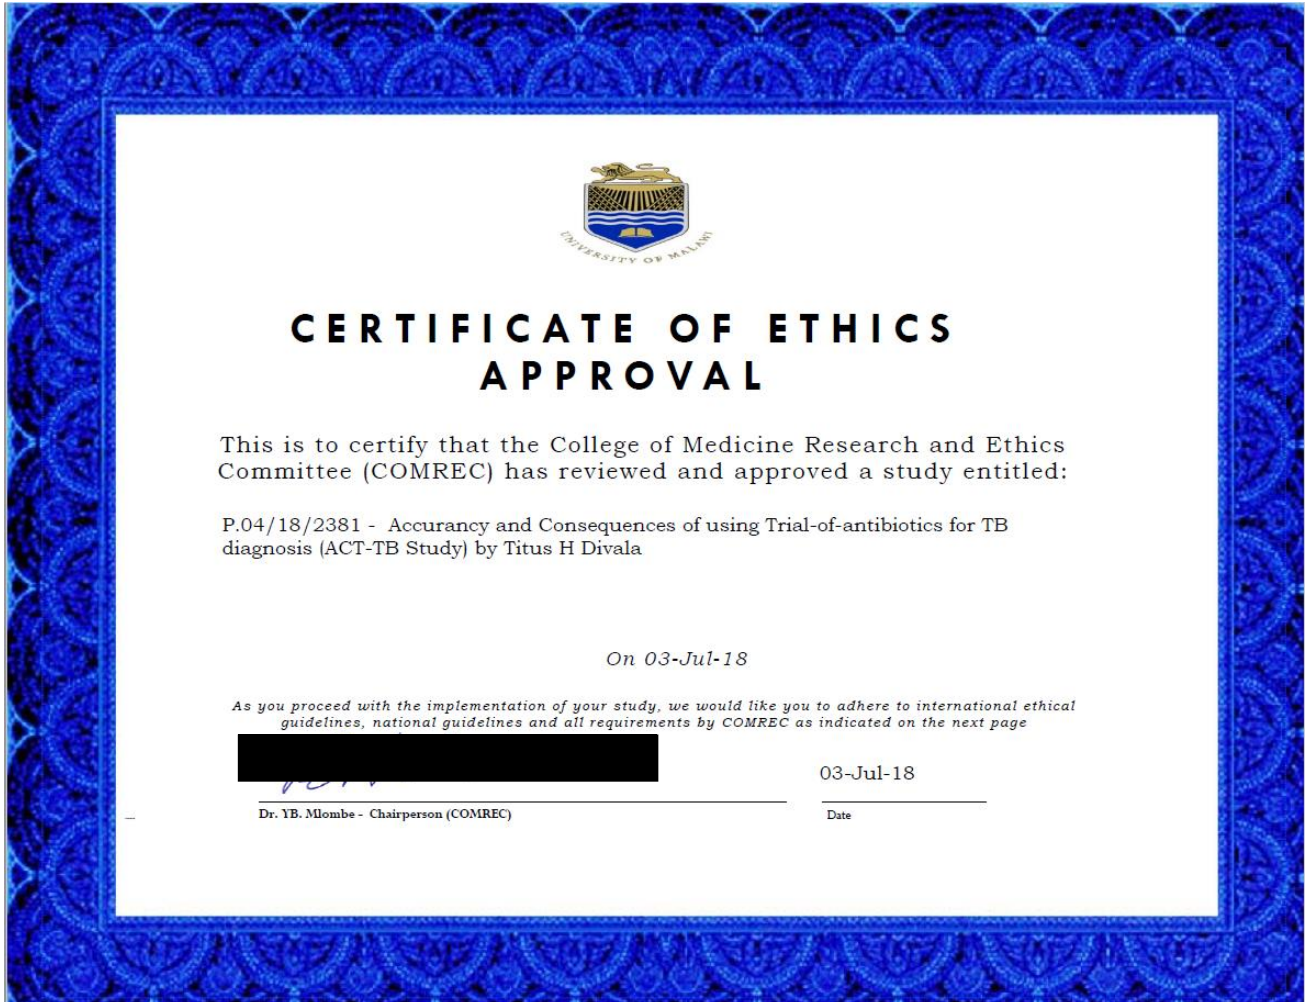 UNIVERSITY OF MALAWI
CERTIFICATE OF ETHICS
APPROVAL
This is to certify that the College of Medicine Research and Ethics
Committee (COMREC) has reviewed and approved a study entitled:
P.04/18/2381 - Accurancy and Consequences of using Trial-of-antibiotics for TB
diagnosis (ACT-TB Study) by Titus H Divala
On 03-Jul-18
As you proceed with the implementation of your study, we would like you to adhere to international ethical
guidelines, national guidelines and all requirements by COMREC as indicated on the next page
03-Jul-18
Dr. YB. Mlombe - Chairperson (COMREC)
Date